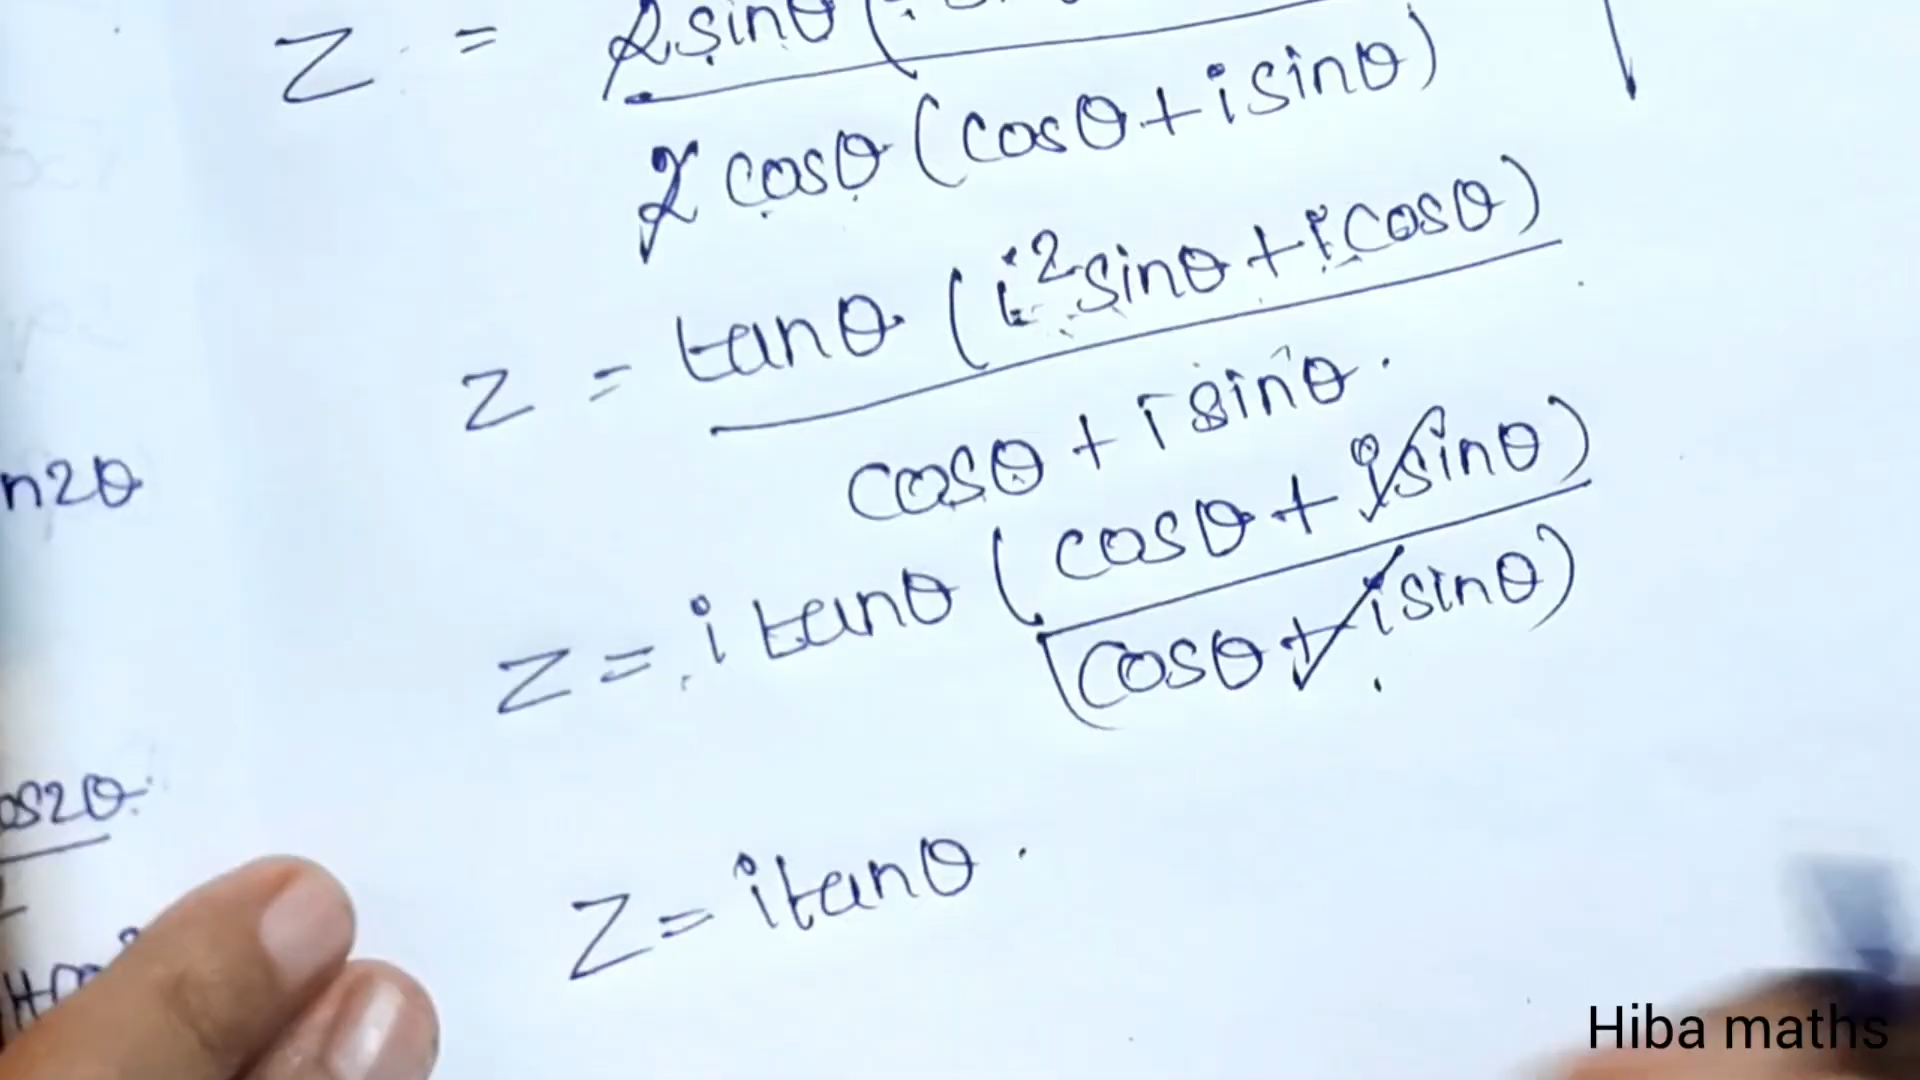 Z = 2 sinθ (
2 cosθ (cosθ + i sinθ)
z = tanθ (i² sinθ + i cosθ)
cosθ + i sinθ.
z = i tanθ (cosθ + i sinθ)
(cosθ + i sinθ)
Z = i tanθ.
n2θ
os2θ
Hiba maths